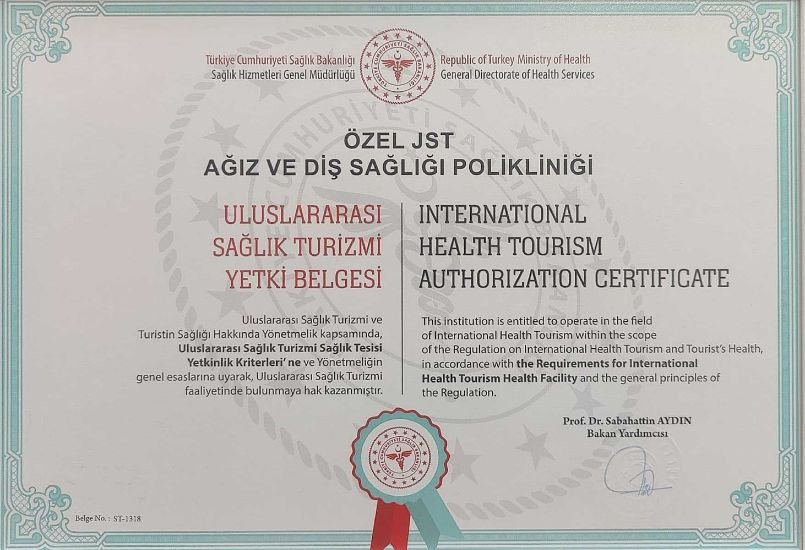 Türkiye Cumhuriyeti Sağlık Bakanlığı
Sağlık Hizmetleri Genel Müdürlüğü
Republic of Turkey Ministry of Health
General Directorate of Health Services
ÖZEL JST
AĞIZ VE DİŞ SAĞLIĞI POLİKLİNİĞİ
ULUSLARARASI
SAĞLIK TURİZMİ
YETKİ BELGESİ
INTERNATIONAL
HEALTH TOURISM
AUTHORIZATION CERTIFICATE
Uluslararası Sağlık Turizmi ve
Turistin Sağlığı Hakkında Yönetmelik kapsamında,
Uluslararası Sağlık Turizmi Sağlık Tesisi
Yetkinlik Kriterleri' ne ve Yönetmeliğin
genel esaslarına uyarak, Uluslararası Sağlık Turizmi
faaliyetinde bulunmaya hak kazanmıştır.
This institution is entitled to operate in the field
of International Health Tourism within the scope
of the Regulation on International Health Tourism and Tourist's Health,
in accordance with the Requirements for International
Health Tourism Health Facility and the general principles of
the Regulation.
Prof. Dr. Sabahattin AYDIN
Bakan Yardımcısı
Belge No. : ST-1318